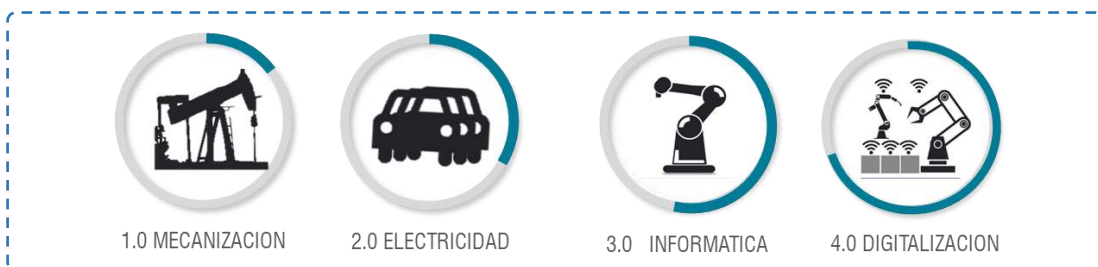 1.0 MECANIZACION
2.0 ELECTRICIDAD
3.0 INFORMATICA
4.0 DIGITALIZACION